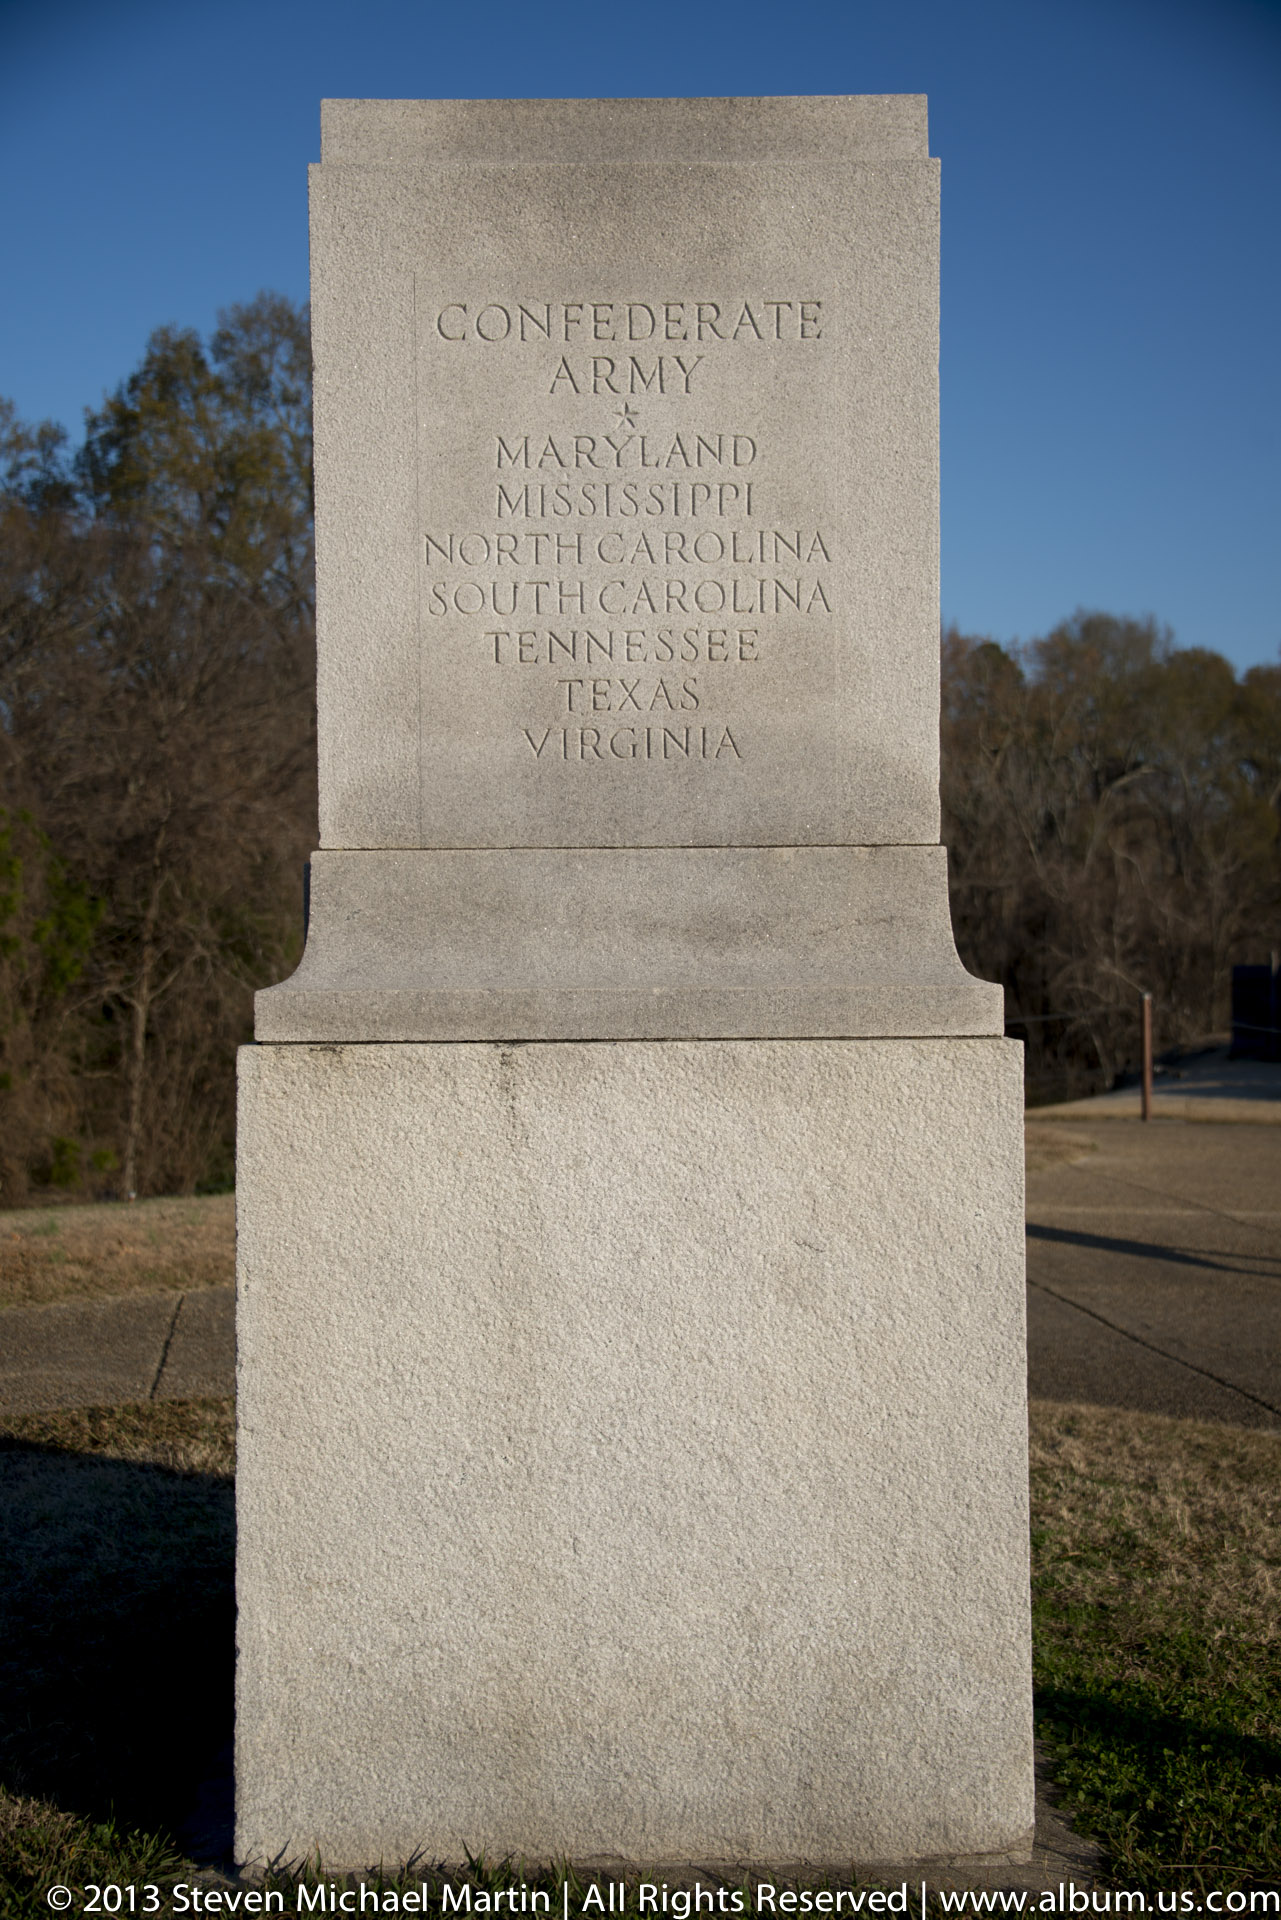 CONFEDERATE
ARMY
MARYLAND
MISSISSIPPI
NORTH CAROLINA
SOUTH CAROLINA
TENNESSEE
TEXAS
VIRGINIA
© 2013 Steven Michael Martin | All Rights Reserved | www.album.us.com